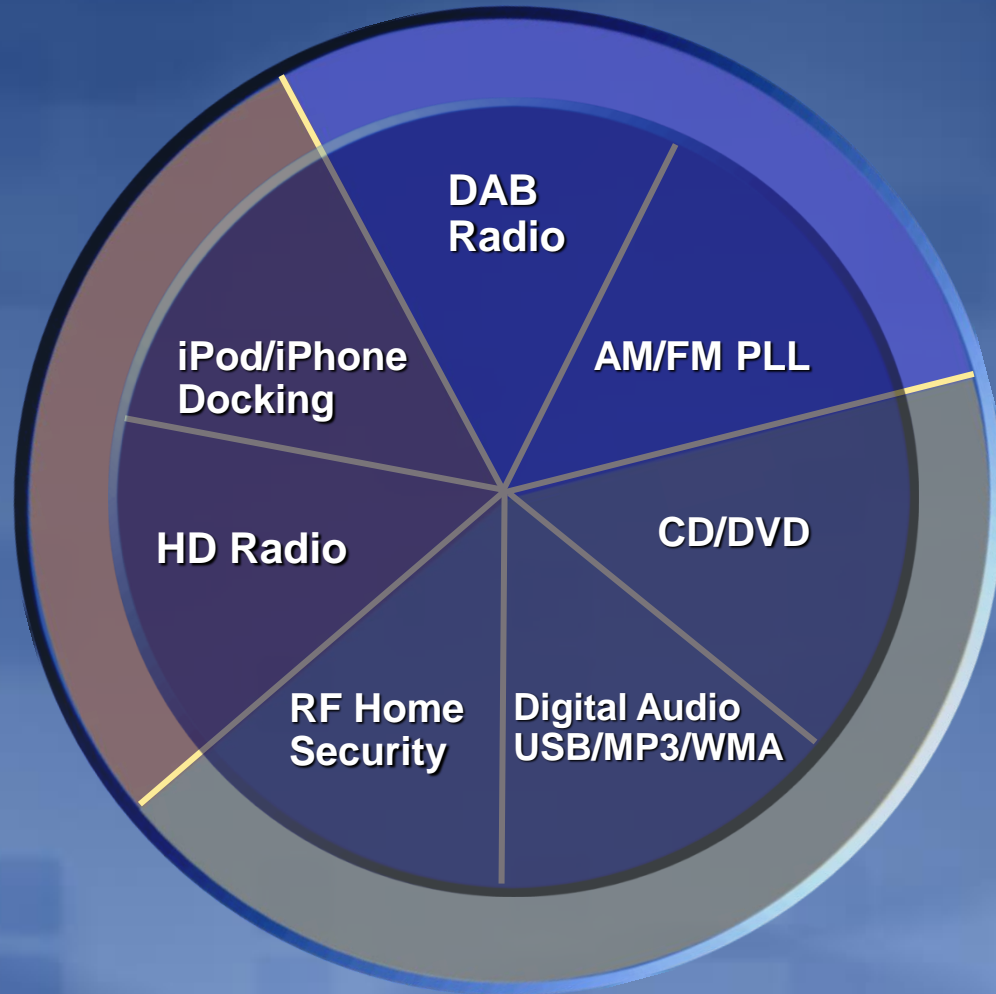 DAB
Radio
AM/FM PLL
iPod/iPhone
Docking
CD/DVD
HD Radio
RF Home
Security
Digital Audio
USB/MP3/WMA